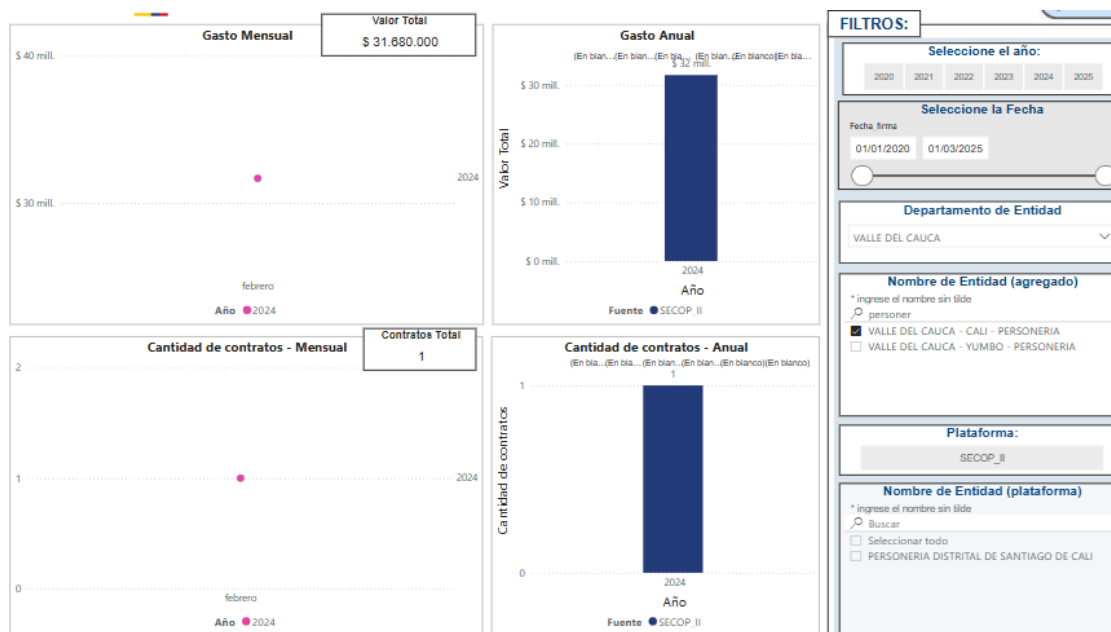 Valor Total
$ 31.680.000
Gasto Mensual
$ 40 mill.
2024
$ 30 mill.
febrero
Año 2024
Gasto Anual
(En blan... (En blan... (En bla... (En blan... (En blanco) (En bla...
$ 32 mill.
$ 30 mill.
$ 20 mill.
$ 10 mill.
$ 0 mill.
Valor Total
2024
Año
Fuente SECOP_II
Contratos Total
1
Cantidad de contratos - Mensual
2
1
2024
0
febrero
Año 2024
Cantidad de contratos - Anual
(En bla... (En bla... (En blan... (En blan... (En blanco) (En blanco)
1
1
Cantidad de contratos
0
2024
Año
Fuente SECOP_II
FILTROS:
Seleccione el año:
2020 2021 2022 2023 2024 2025
Seleccione la Fecha
Fecha_firma
01/01/2020 01/03/2025
Departamento de Entidad
VALLE DEL CAUCA
Nombre de Entidad (agregado)
* ingrese el nombre sin tilde
personer
VALLE DEL CAUCA - CALI - PERSONERIA
VALLE DEL CAUCA - YUMBO - PERSONERIA
Plataforma:
SECOP_II
Nombre de Entidad (plataforma)
* ingrese el nombre sin tilde
Buscar
Seleccionar todo
PERSONERIA DISTRITAL DE SANTIAGO DE CALI